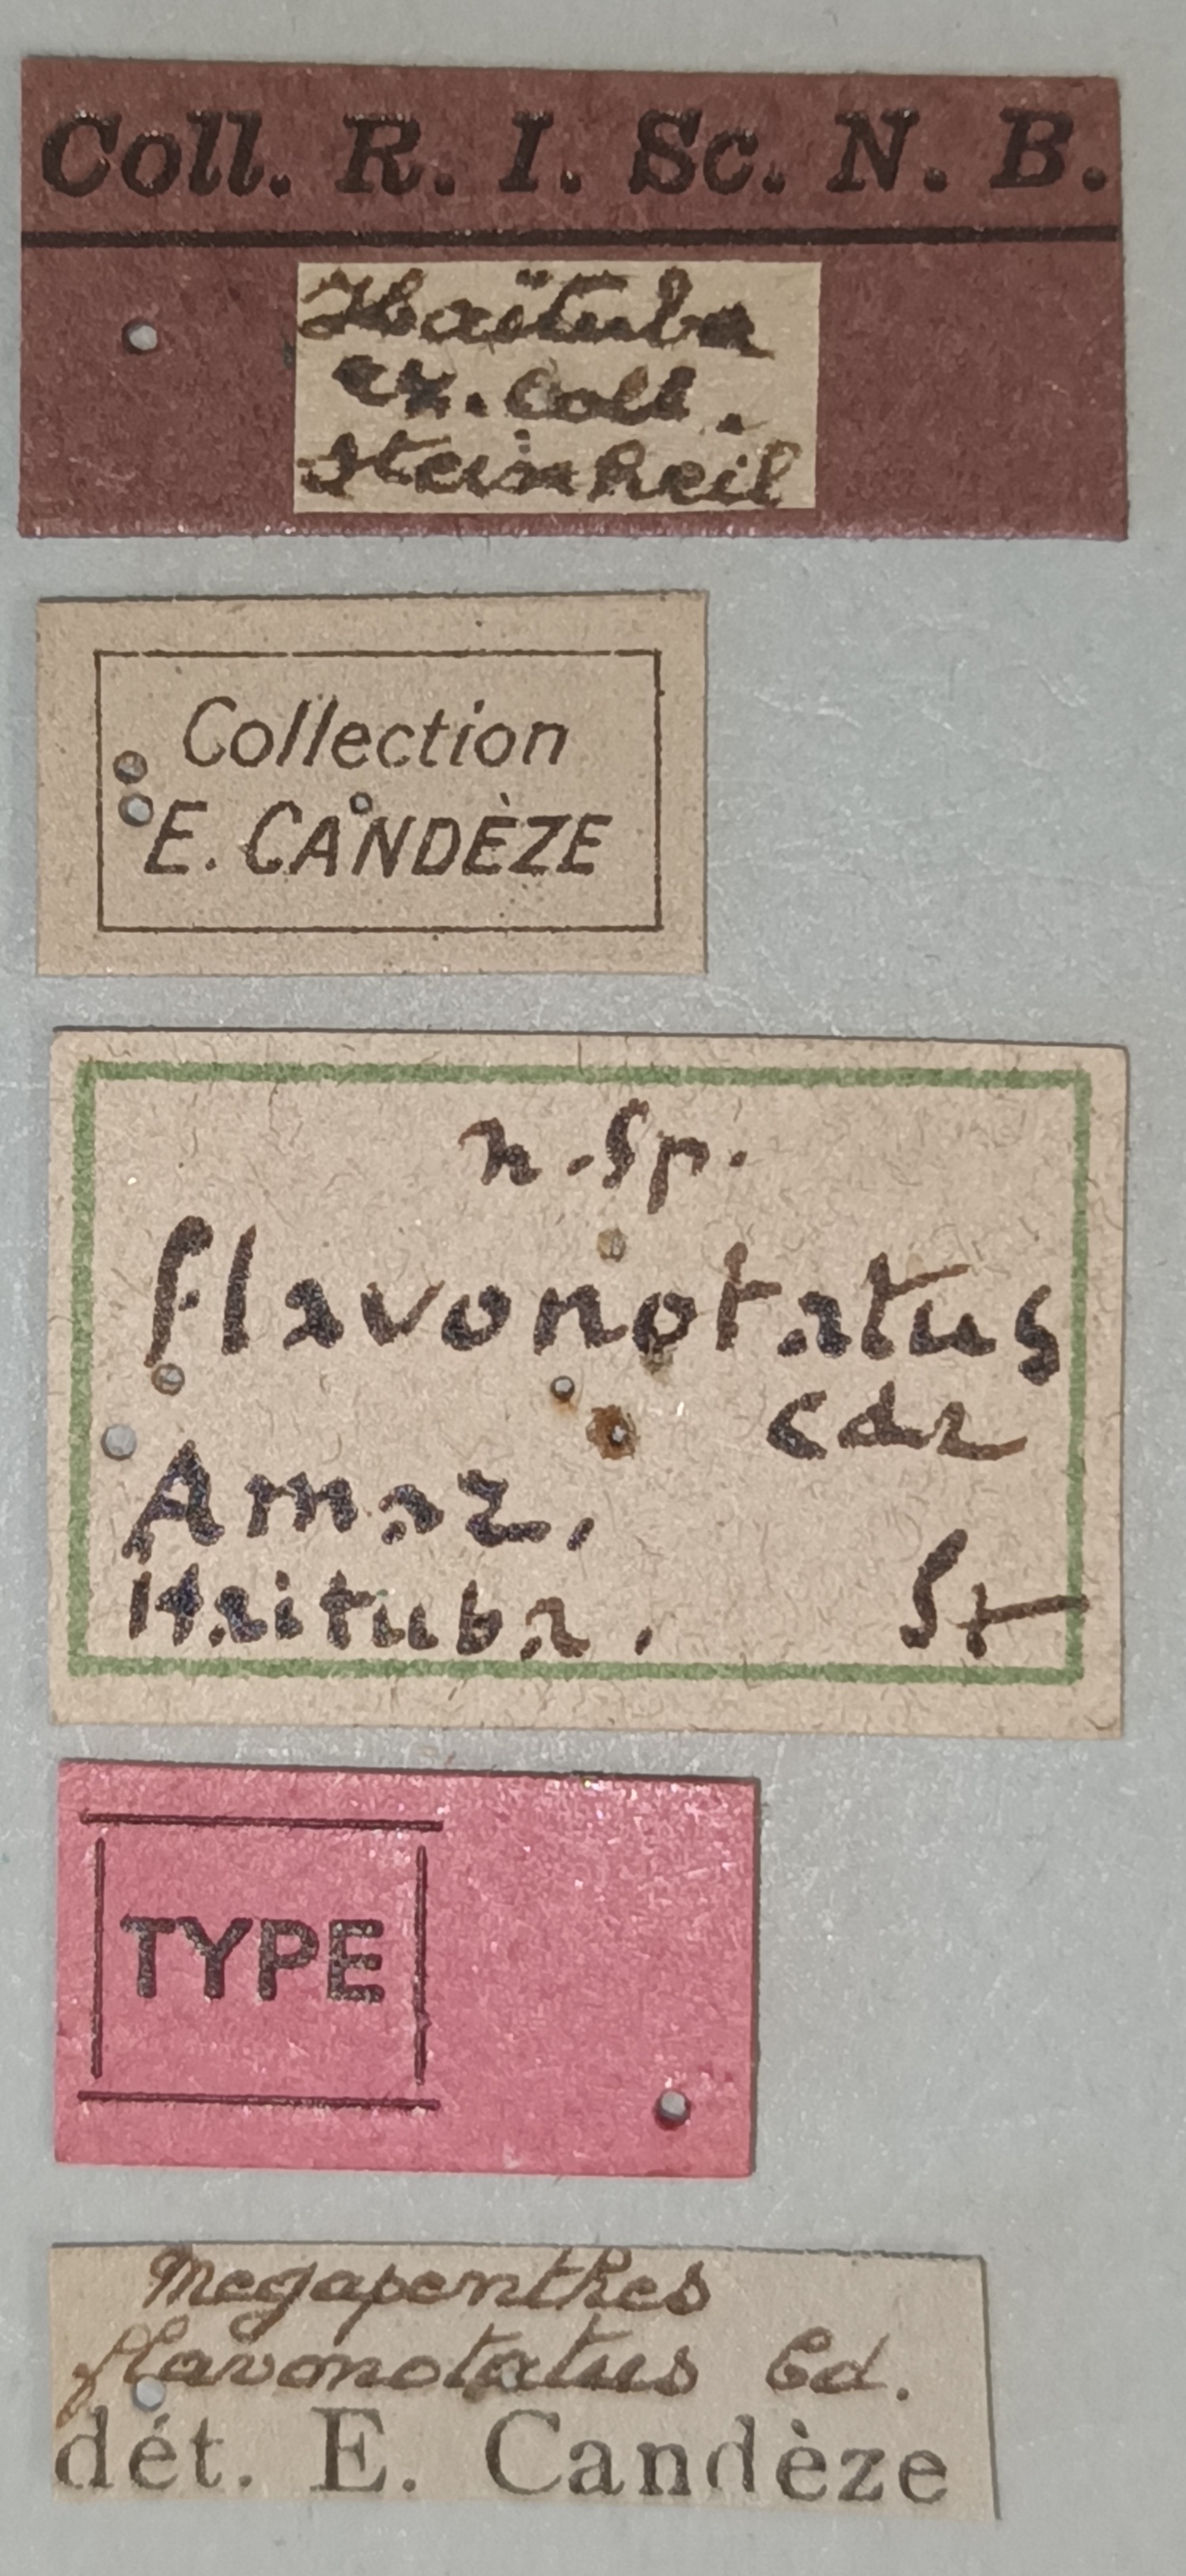 Coll. R. I. Sc. N. B.
Itaïtuba
ex. Coll.
Steinheil
Collection
E. CANDÈZE
n. sp.
flavonotatus
cdz
Amaz.
Itaituba.
St
TYPE
Megapenthes
flavonotatus Cd.
dét. E. Candèze